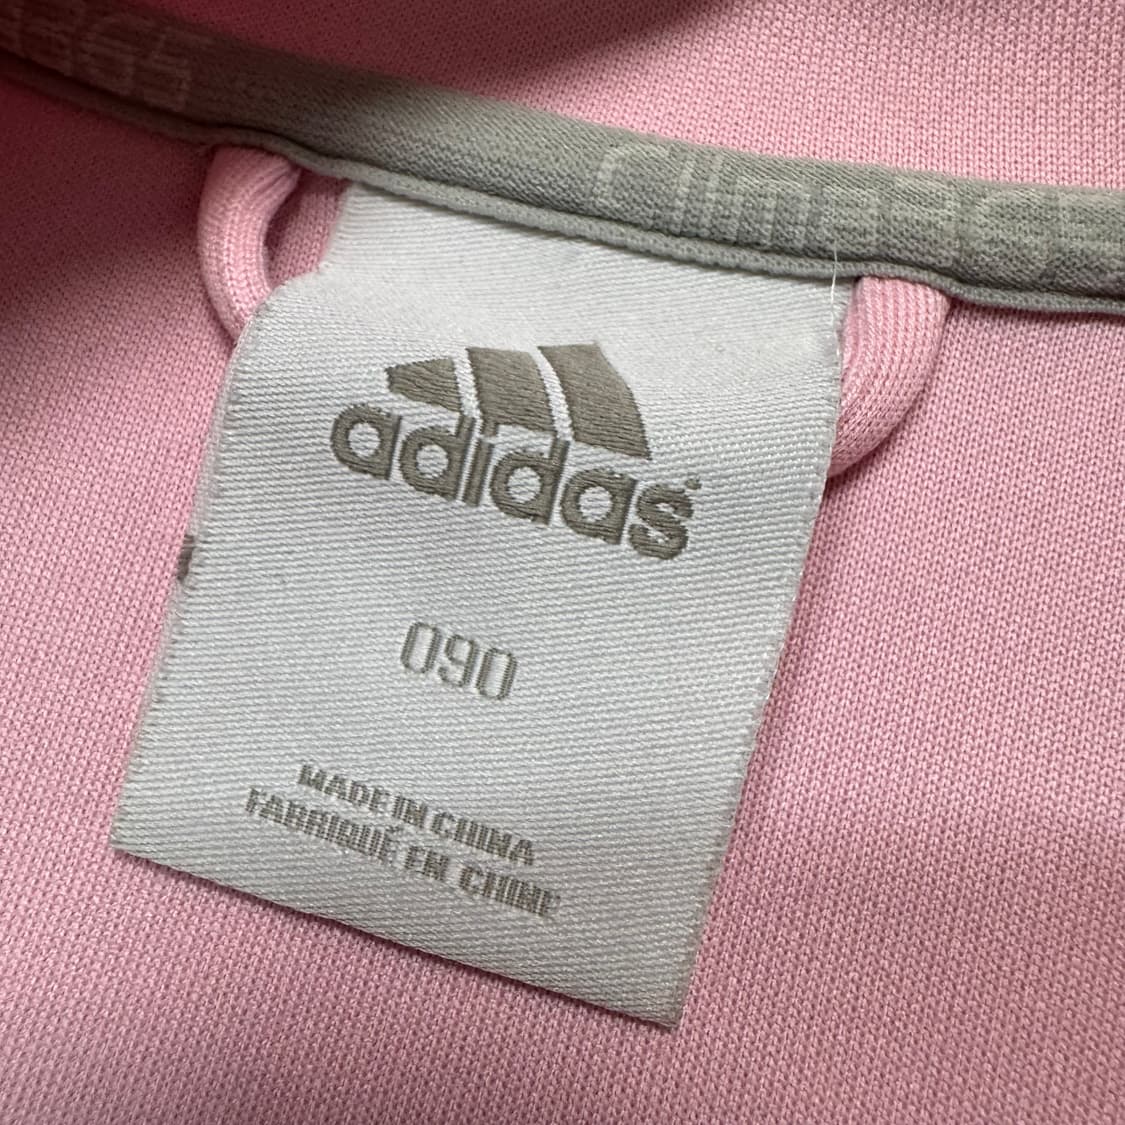 adidas
090
MADE IN CHINA
FABRIQUÉ EN CHINE